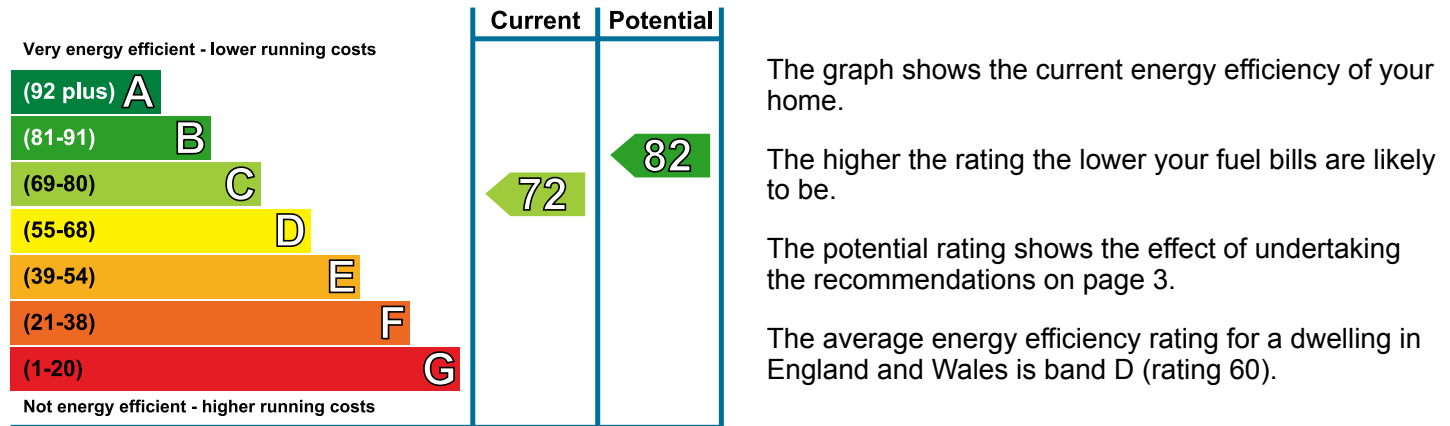 Current Potential
Very energy efficient - lower running costs
(92 plus) A
(81-91) B
(69-80) C
(55-68) D
(39-54) E
(21-38) F
(1-20) G
Not energy efficient - higher running costs
72
82
The graph shows the current energy efficiency of your
home.
The higher the rating the lower your fuel bills are likely
to be.
The potential rating shows the effect of undertaking
the recommendations on page 3.
The average energy efficiency rating for a dwelling in
England and Wales is band D (rating 60).